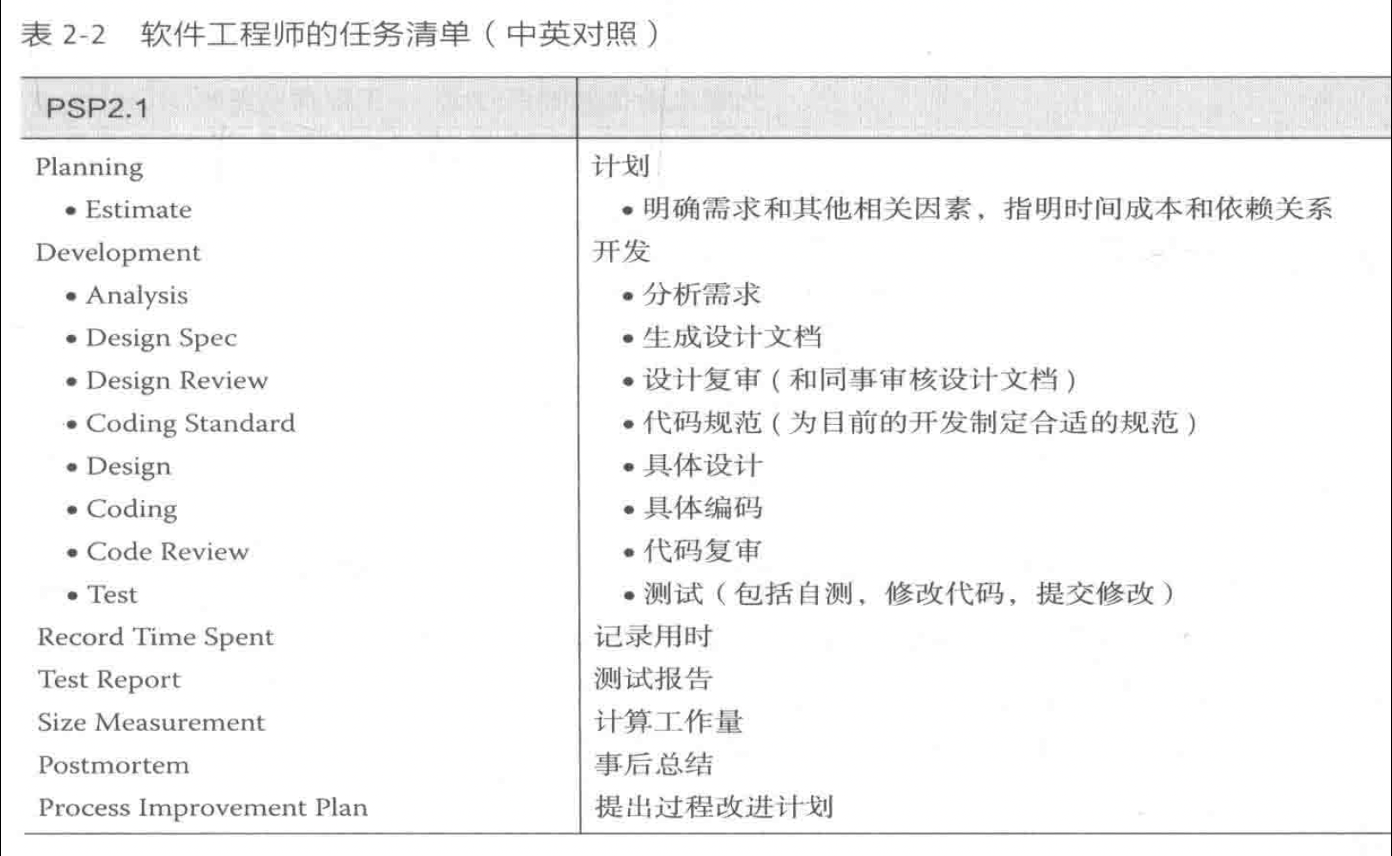 表 2-2 软件工程师的任务清单（中英对照）
PSP2.1
Planning 计划
• Estimate • 明确需求和其他相关因素，指明时间成本和依赖关系
Development 开发
• Analysis • 分析需求
• Design Spec • 生成设计文档
• Design Review • 设计复审（和同事审核设计文档）
• Coding Standard • 代码规范（为目前的开发制定合适的规范）
• Design • 具体设计
• Coding • 具体编码
• Code Review • 代码复审
• Test • 测试（包括自测，修改代码，提交修改）
Record Time Spent 记录用时
Test Report 测试报告
Size Measurement 计算工作量
Postmortem 事后总结
Process Improvement Plan 提出过程改进计划